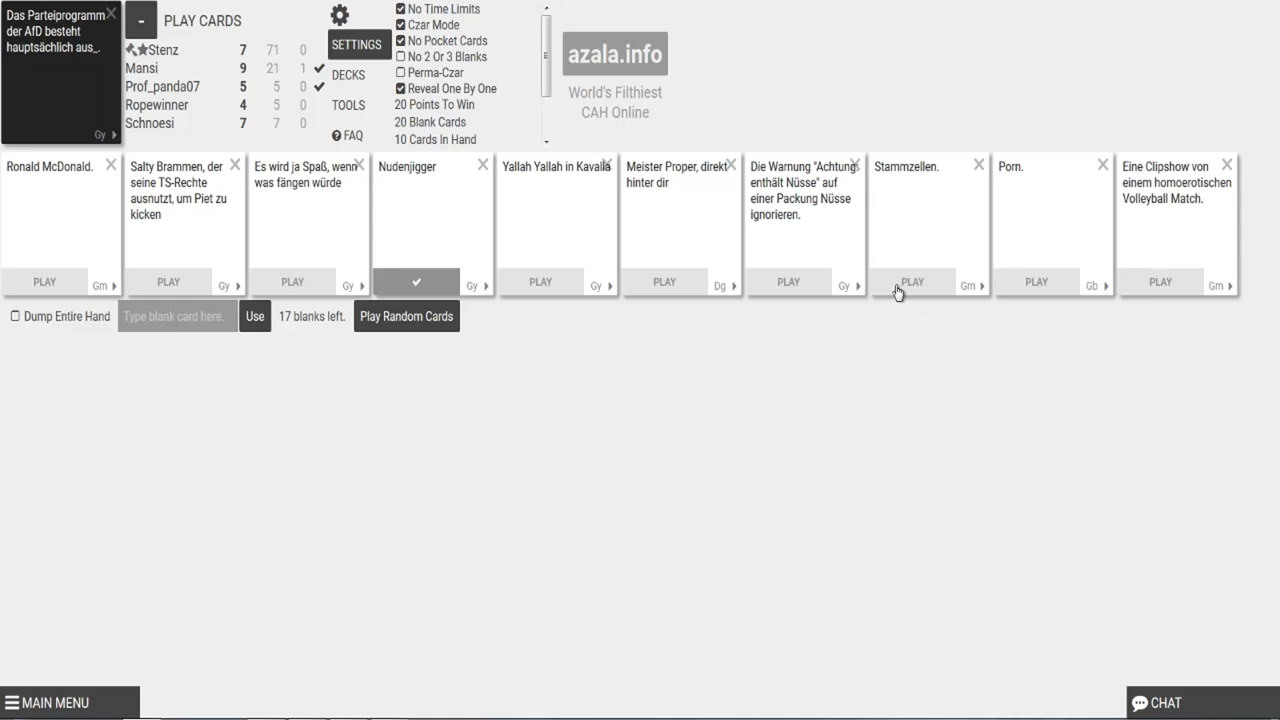 Das Parteiprogramm
der AfD besteht
hauptsächlich aus_.
Gy
-
PLAY CARDS
Stenz 7 71 0
Mansi 9 21 1
Prof_panda07 5 5 0
Ropewinner 4 5 0
Schnoesi 7 7 0
SETTINGS
DECKS
TOOLS
FAQ
No Time Limits
Czar Mode
No Pocket Cards
No 2 Or 3 Blanks
Perma-Czar
Reveal One By One
20 Points To Win
20 Blank Cards
10 Cards In Hand
azala.info
World's Filthiest
CAH Online
Ronald McDonald.
PLAY
Gm
Salty Brammen, der
seine TS-Rechte
ausnutzt, um Piet zu
kicken
PLAY
Gy
Es wird ja Spaß, wenn
was fängen würde
PLAY
Gy
Nudenjigger
Gy
Yallah Yallah in Kavalla
PLAY
Gy
Meister Proper, direkt
hinter dir
PLAY
Dg
Die Warnung "Achtung:
enthält Nüsse" auf
einer Packung Nüsse
ignorieren.
PLAY
Gy
Stammzellen.
PLAY
Gm
Porn.
PLAY
Gb
Eine Clipshow von
einem homoerotischen
Volleyball Match.
PLAY
Gm
Dump Entire Hand
Type blank card here.
Use
17 blanks left.
Play Random Cards
MAIN MENU
CHAT